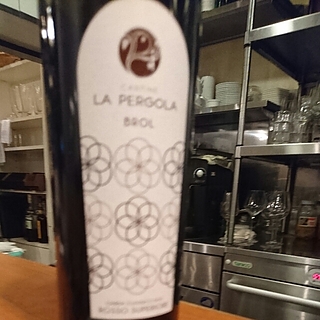 CANTINE
LA PERGOLA
BROL
ROSSO SUPERIORE